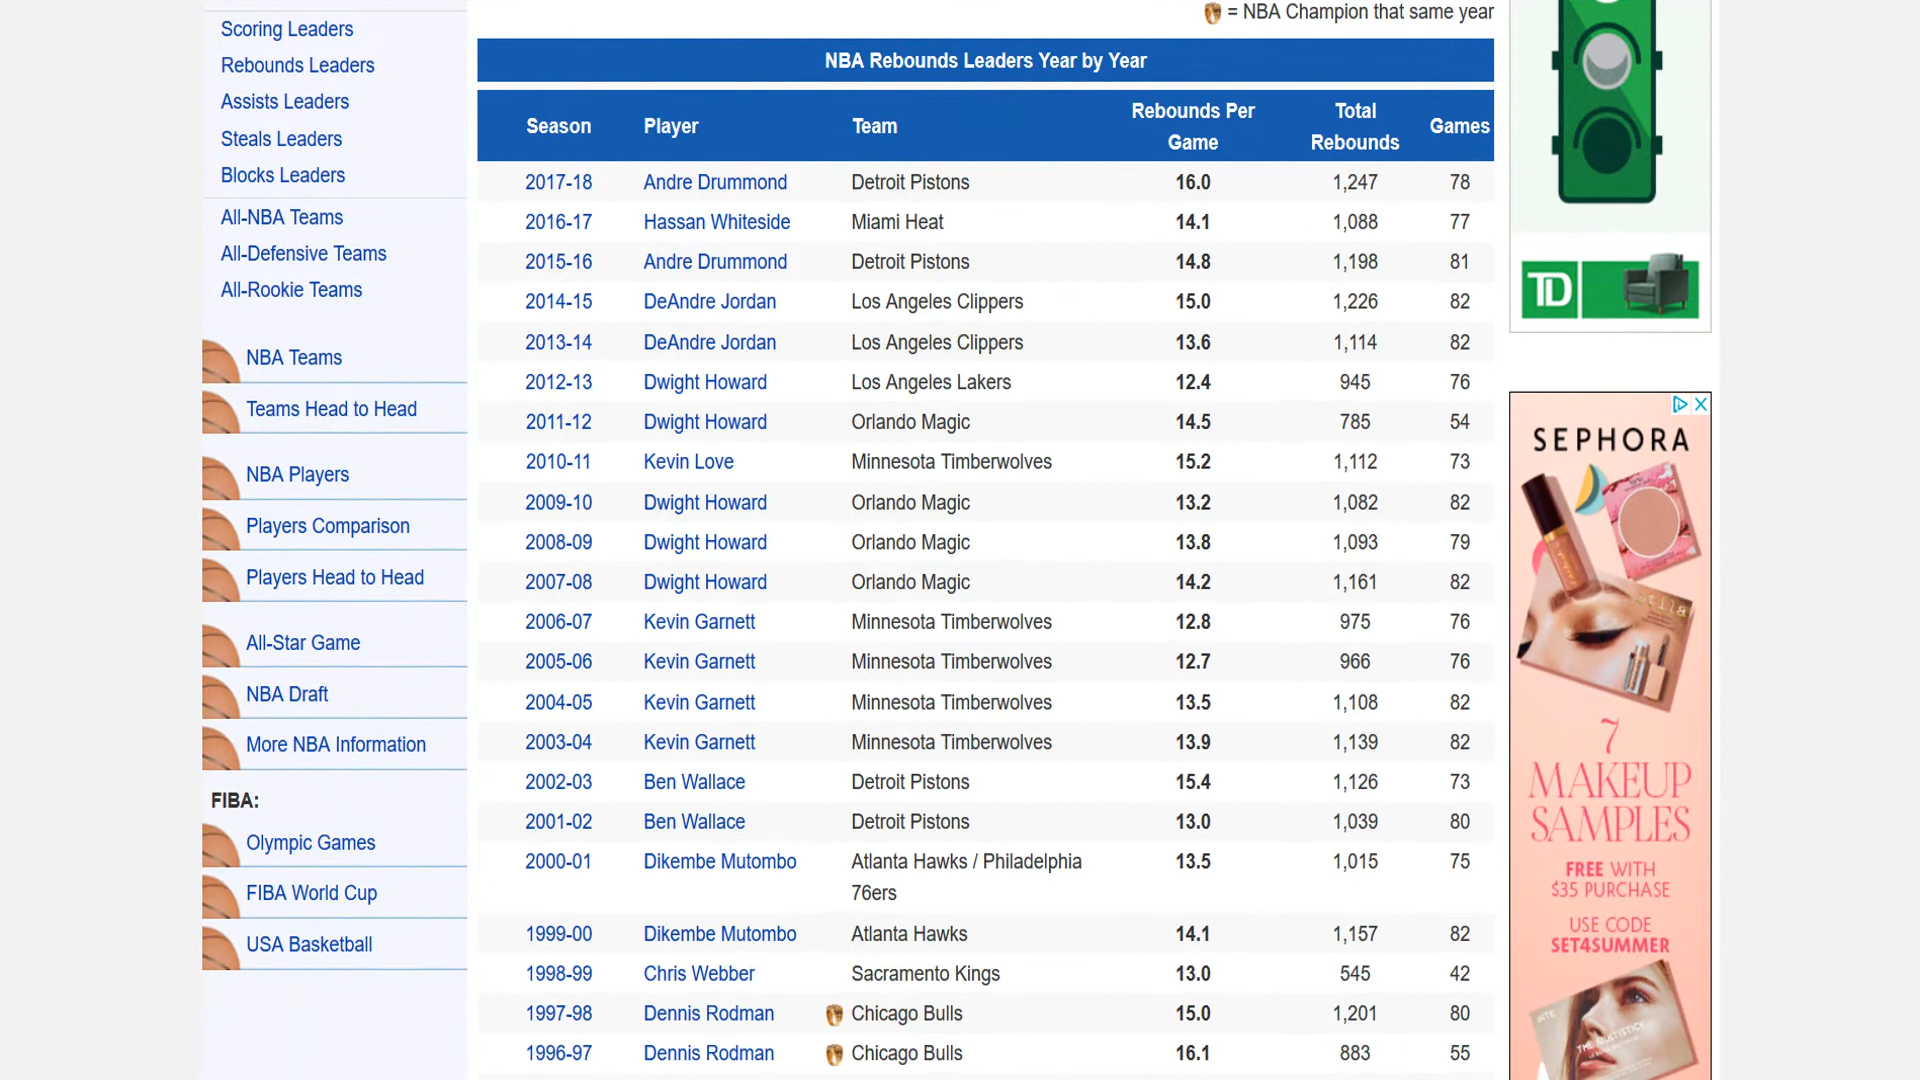 = NBA Champion that same year
Scoring Leaders
Rebounds Leaders
Assists Leaders
Steals Leaders
Blocks Leaders
All-NBA Teams
All-Defensive Teams
All-Rookie Teams
NBA Teams
Teams Head to Head
NBA Players
Players Comparison
Players Head to Head
All-Star Game
NBA Draft
More NBA Information
FIBA:
Olympic Games
FIBA World Cup
USA Basketball
NBA Rebounds Leaders Year by Year
Season Player Team Rebounds Per Game Total Rebounds Games
2017-18 Andre Drummond Detroit Pistons 16.0 1,247 78
2016-17 Hassan Whiteside Miami Heat 14.1 1,088 77
2015-16 Andre Drummond Detroit Pistons 14.8 1,198 81
2014-15 DeAndre Jordan Los Angeles Clippers 15.0 1,226 82
2013-14 DeAndre Jordan Los Angeles Clippers 13.6 1,114 82
2012-13 Dwight Howard Los Angeles Lakers 12.4 945 76
2011-12 Dwight Howard Orlando Magic 14.5 785 54
2010-11 Kevin Love Minnesota Timberwolves 15.2 1,112 73
2009-10 Dwight Howard Orlando Magic 13.2 1,082 82
2008-09 Dwight Howard Orlando Magic 13.8 1,093 79
2007-08 Dwight Howard Orlando Magic 14.2 1,161 82
2006-07 Kevin Garnett Minnesota Timberwolves 12.8 975 76
2005-06 Kevin Garnett Minnesota Timberwolves 12.7 966 76
2004-05 Kevin Garnett Minnesota Timberwolves 13.5 1,108 82
2003-04 Kevin Garnett Minnesota Timberwolves 13.9 1,139 82
2002-03 Ben Wallace Detroit Pistons 15.4 1,126 73
2001-02 Ben Wallace Detroit Pistons 13.0 1,039 80
2000-01 Dikembe Mutombo Atlanta Hawks / Philadelphia 76ers 13.5 1,015 75
1999-00 Dikembe Mutombo Atlanta Hawks 14.1 1,157 82
1998-99 Chris Webber Sacramento Kings 13.0 545 42
1997-98 Dennis Rodman Chicago Bulls 15.0 1,201 80
1996-97 Dennis Rodman Chicago Bulls 16.1 883 55
TD
SEPHORA
stila
7
MAKEUP
SAMPLES
FREE WITH
$35 PURCHASE
USE CODE
SET4SUMMER
THE MULTISTICK